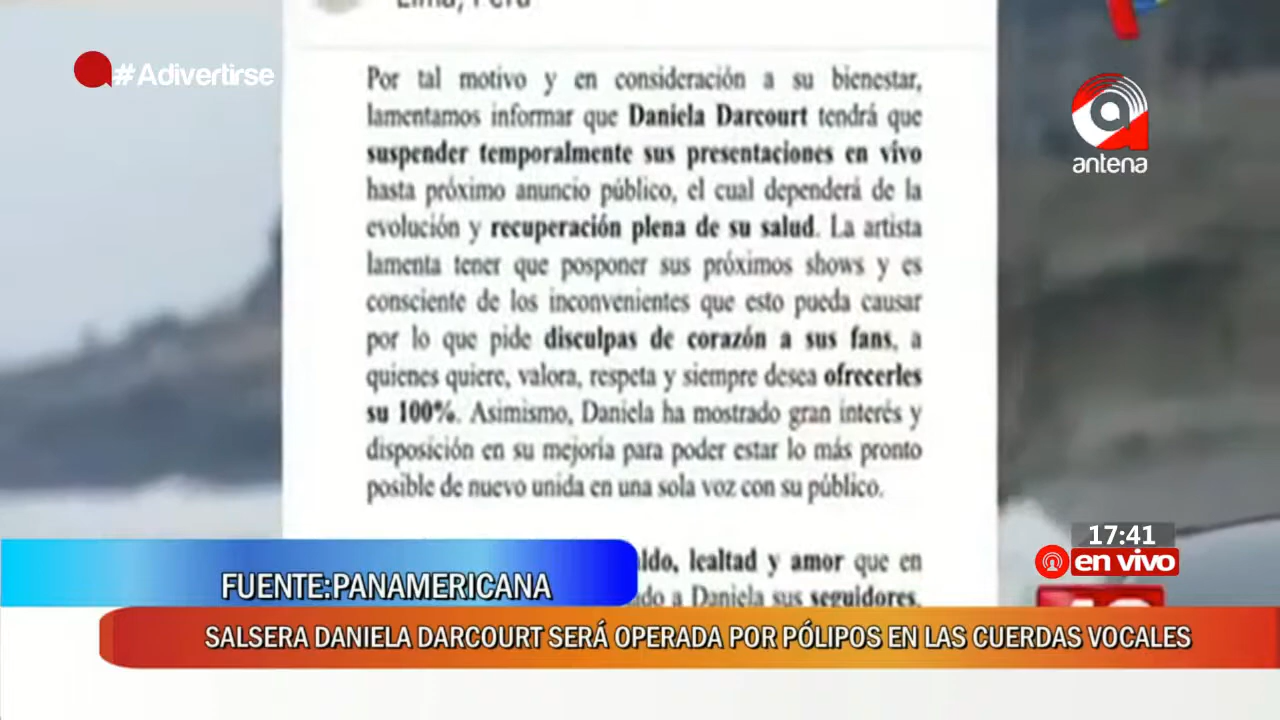 Lima, Perú
#Adivertirse
antena
Por tal motivo y en consideración a su bienestar,
lamentamos informar que Daniela Darcourt tendrá que
suspender temporalmente sus presentaciones en vivo
hasta próximo anuncio público, el cual dependerá de la
evolución y recuperación plena de su salud. La artista
lamenta tener que posponer sus próximos shows y es
consciente de los inconvenientes que esto pueda causar
por lo que pide disculpas de corazón a sus fans, a
quienes quiere, valora, respeta y siempre desea ofrecerles
su 100%. Asimismo, Daniela ha mostrado gran interés y
disposición en su mejoría para poder estar lo más pronto
posible de nuevo unida en una sola voz con su público.
lealtad y amor que en
a Daniela sus seguidores,
17:41
en vivo
FUENTE:PANAMERICANA
SALSERA DANIELA DARCOURT SERÁ OPERADA POR PÓLIPOS EN LAS CUERDAS VOCALES